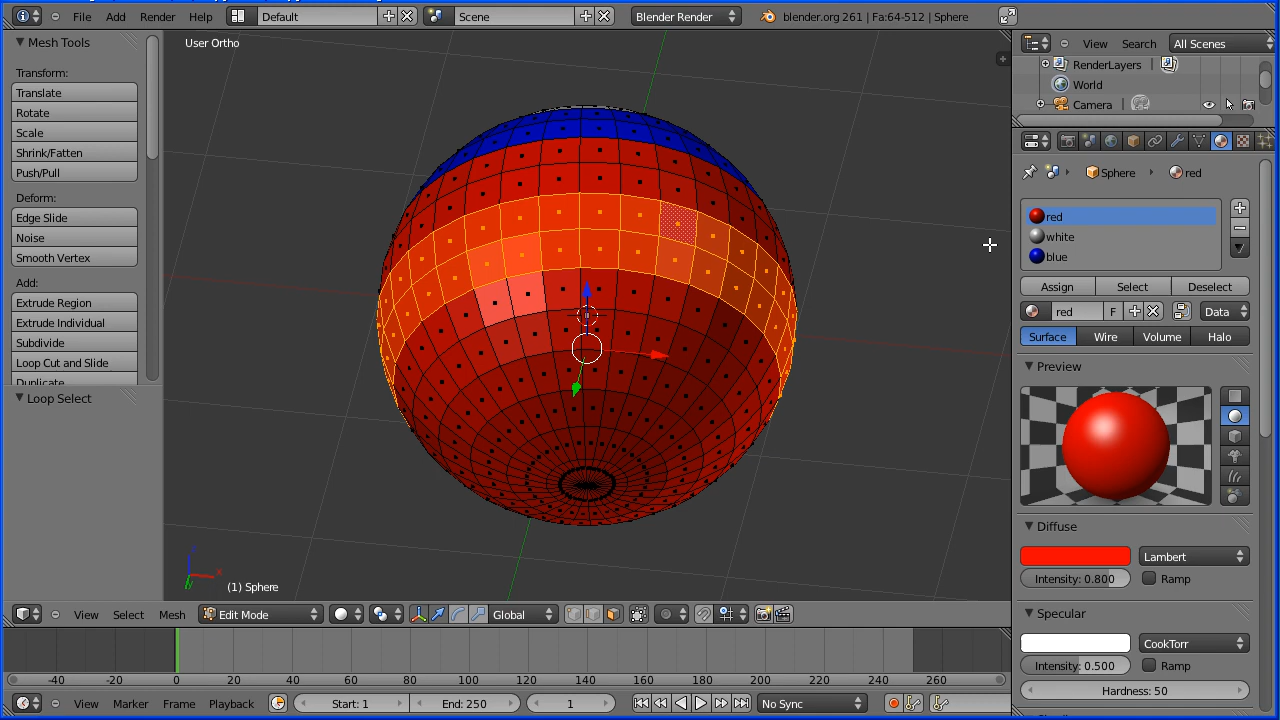 File Add Render Help Default Scene Blender Render blender.org 261 | Fa:64-512 | Sphere
Mesh Tools
Transform:
Translate
Rotate
Scale
Shrink/Fatten
Push/Pull
Deform:
Edge Slide
Noise
Smooth Vertex
Add:
Extrude Region
Extrude Individual
Subdivide
Loop Cut and Slide
Duplicate
Loop Select
User Ortho
(1) Sphere
View Search All Scenes
RenderLayers
World
Camera
Sphere red
red
white
blue
Assign Select Deselect
red F Data
Surface Wire Volume Halo
Preview
Diffuse
Lambert
Intensity: 0.800 Ramp
Specular
CookTorr
Intensity: 0.500 Ramp
Hardness: 50
View Select Mesh Edit Mode Global
-40 -20 0 20 40 60 80 100 120 140 160 180 200 220 240 260
View Marker Frame Playback Start: 1 End: 250 1 No Sync